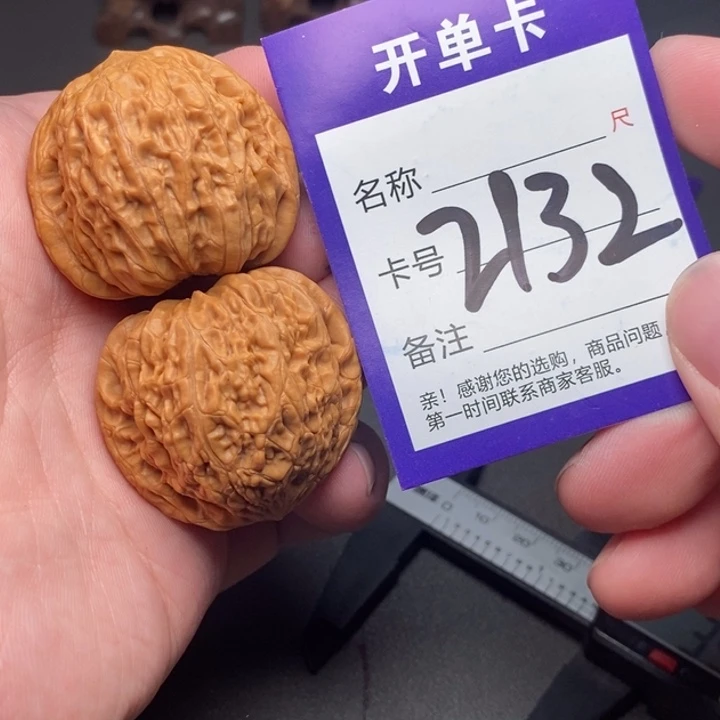 开单卡
尺
名称
卡号 2132
备注
亲！感谢您的选购，商品问题
第一时间联系商家客服。